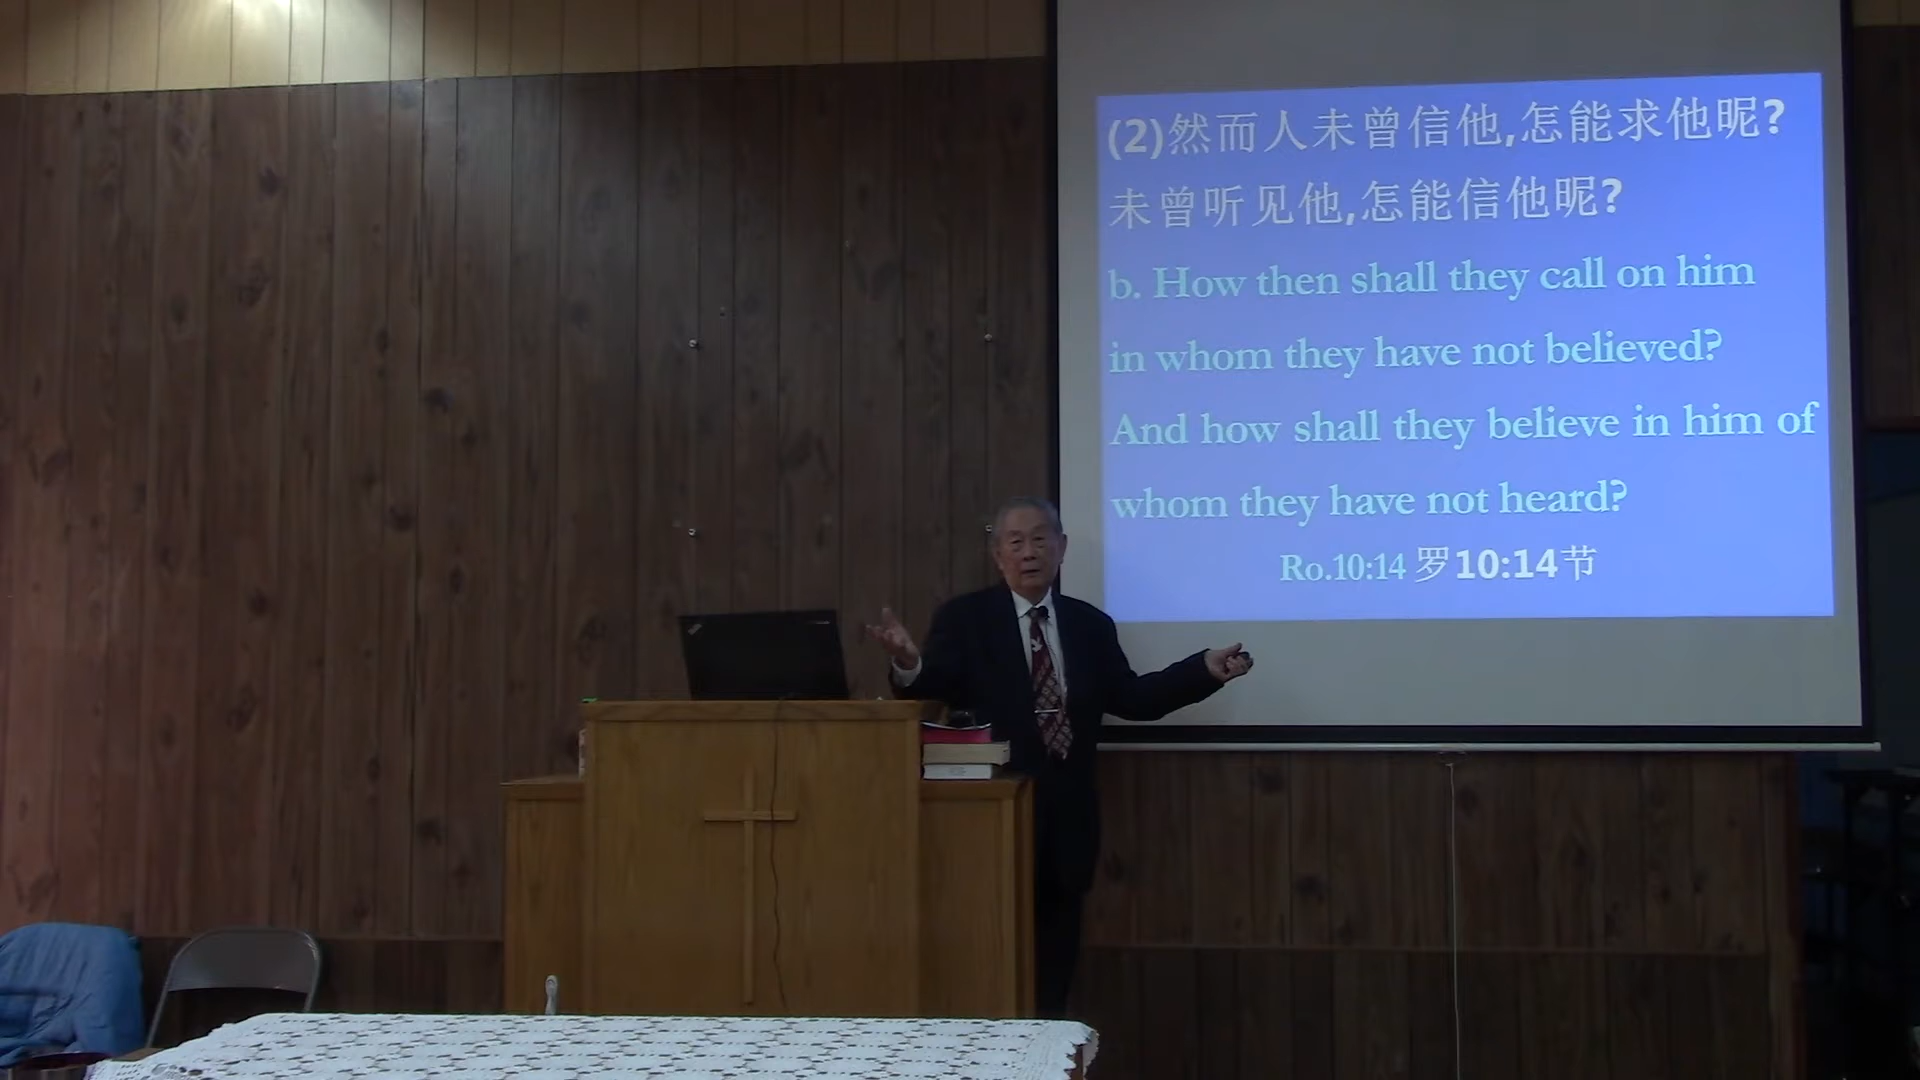 (2)然而人未曾信他,怎能求他昵?
未曾听见他,怎能信他昵?
b. How then shall they call on him
in whom they have not believed?
And how shall they believe in him of
whom they have not heard?
Ro.10:14 罗10:14节